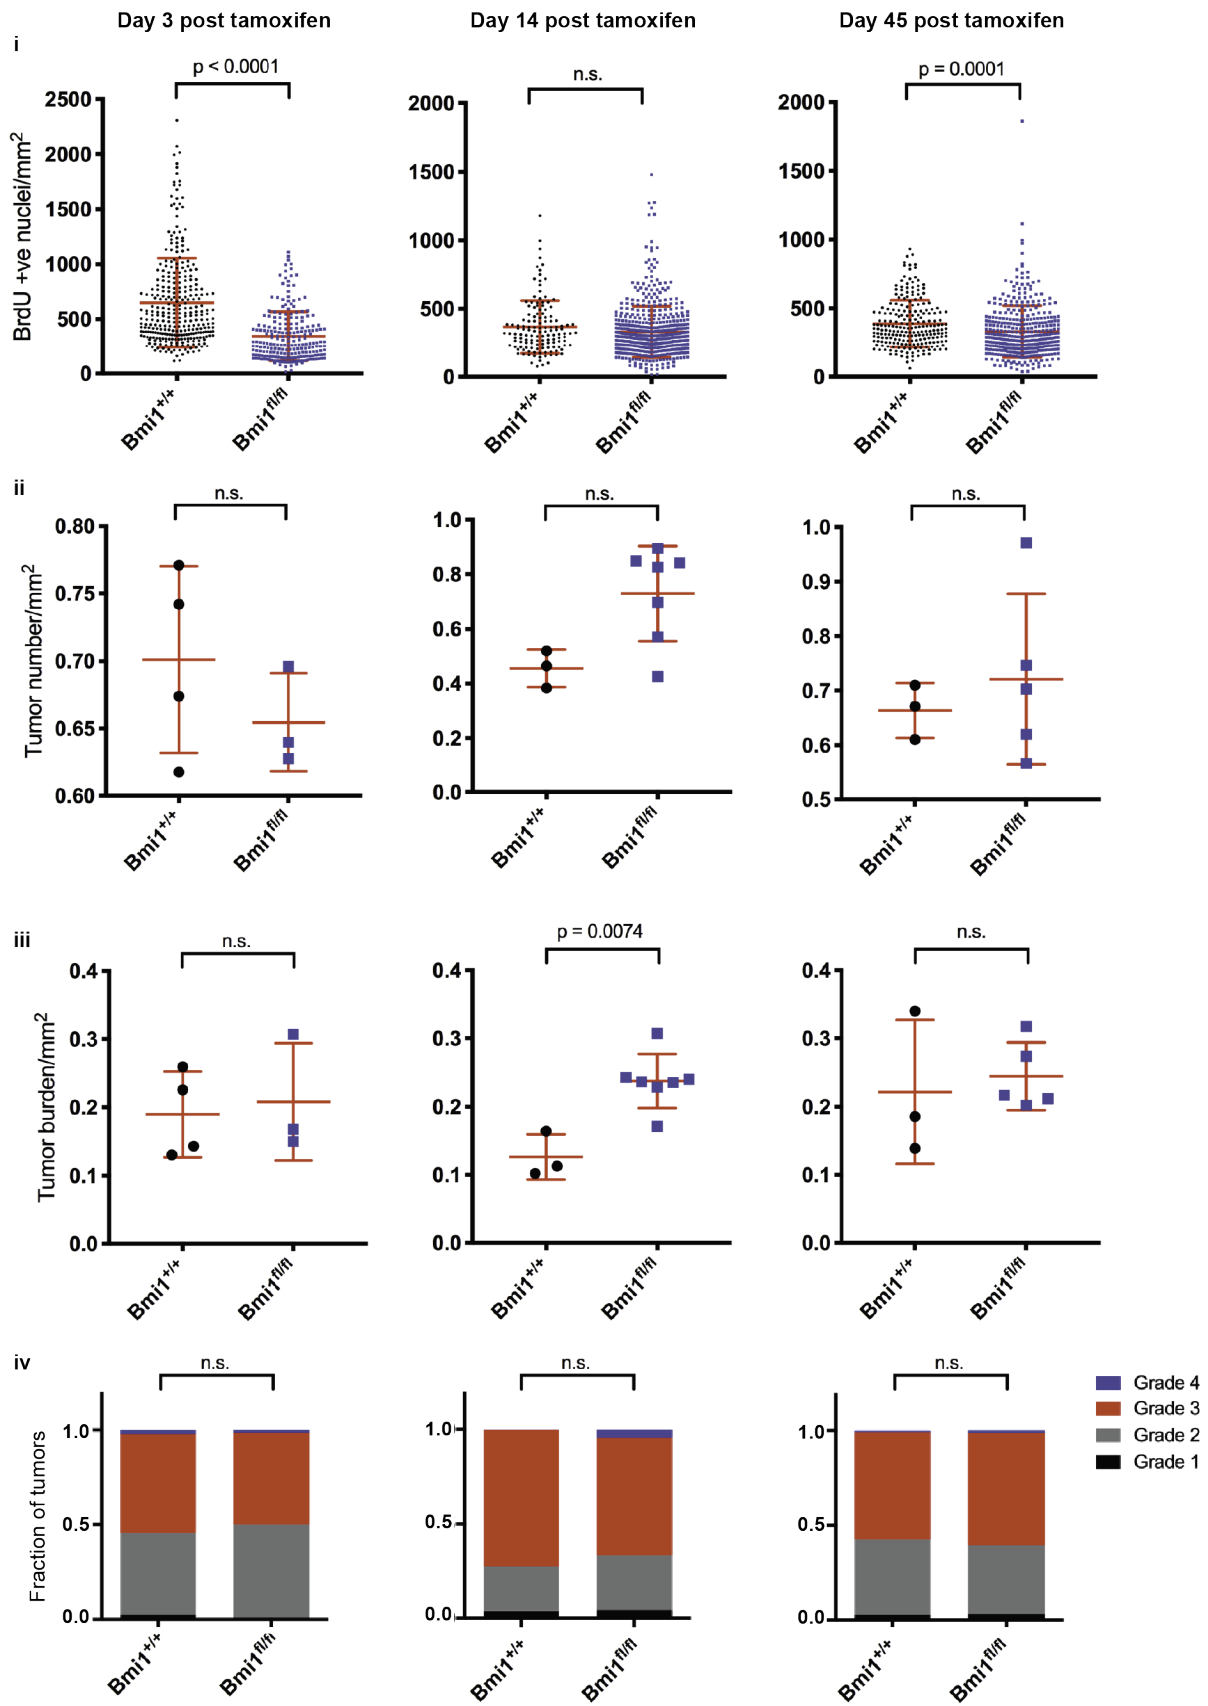 Day 3 post tamoxifen Day 14 post tamoxifen Day 45 post tamoxifen
i
p < 0.0001 n.s. p = 0.0001
BrdU +ve nuclei/mm²
2500
2000
1500
1000
500
0
2000
1500
1000
500
0
2000
1500
1000
500
0
Bmi1+/+ Bmi1fl/fl Bmi1+/+ Bmi1fl/fl Bmi1+/+ Bmi1fl/fl
ii
n.s. n.s. n.s.
Tumor number/mm²
0.80
0.75
0.70
0.65
0.60
1.0
0.8
0.6
0.4
0.2
0.0
1.0
0.9
0.8
0.7
0.6
0.5
Bmi1+/+ Bmi1fl/fl Bmi1+/+ Bmi1fl/fl Bmi1+/+ Bmi1fl/fl
iii
n.s. p = 0.0074 n.s.
Tumor burden/mm²
0.4
0.3
0.2
0.1
0.0
0.4
0.3
0.2
0.1
0.0
0.4
0.3
0.2
0.1
0.0
Bmi1+/+ Bmi1fl/fl Bmi1+/+ Bmi1fl/fl Bmi1+/+ Bmi1fl/fl
iv
n.s. n.s. n.s.
Fraction of tumors
1.0
0.5
0.0
1.0
0.5
0.0
1.0
0.5
0.0
Bmi1+/+ Bmi1fl/fl Bmi1+/+ Bmi1fl/fl Bmi1+/+ Bmi1fl/fl
Grade 4
Grade 3
Grade 2
Grade 1